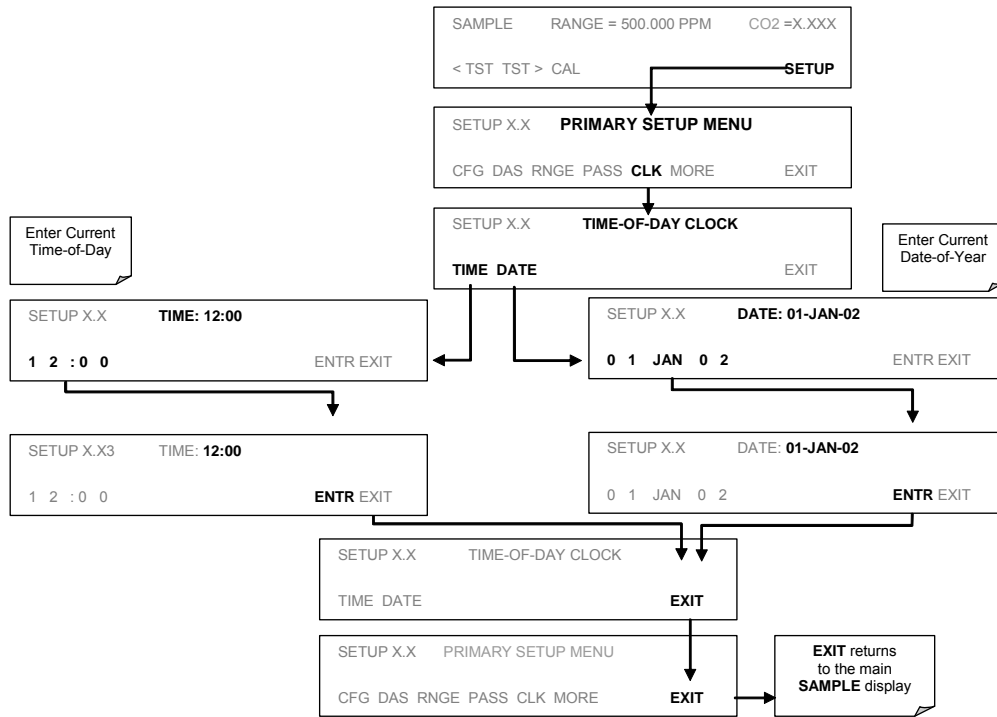 SAMPLE RANGE = 500.000 PPM CO2 =X.XXX
< TST TST > CAL SETUP
SETUP X.X PRIMARY SETUP MENU
CFG DAS RNGE PASS CLK MORE EXIT
SETUP X.X TIME-OF-DAY CLOCK
TIME DATE EXIT
Enter Current
Time-of-Day
Enter Current
Date-of-Year
SETUP X.X TIME: 12:00
1 2 : 0 0 ENTR EXIT
SETUP X.X DATE: 01-JAN-02
0 1 JAN 0 2 ENTR EXIT
SETUP X.X3 TIME: 12:00
1 2 : 0 0 ENTR EXIT
SETUP X.X DATE: 01-JAN-02
0 1 JAN 0 2 ENTR EXIT
SETUP X.X TIME-OF-DAY CLOCK
TIME DATE EXIT
SETUP X.X PRIMARY SETUP MENU
CFG DAS RNGE PASS CLK MORE EXIT
EXIT returns
to the main
SAMPLE display